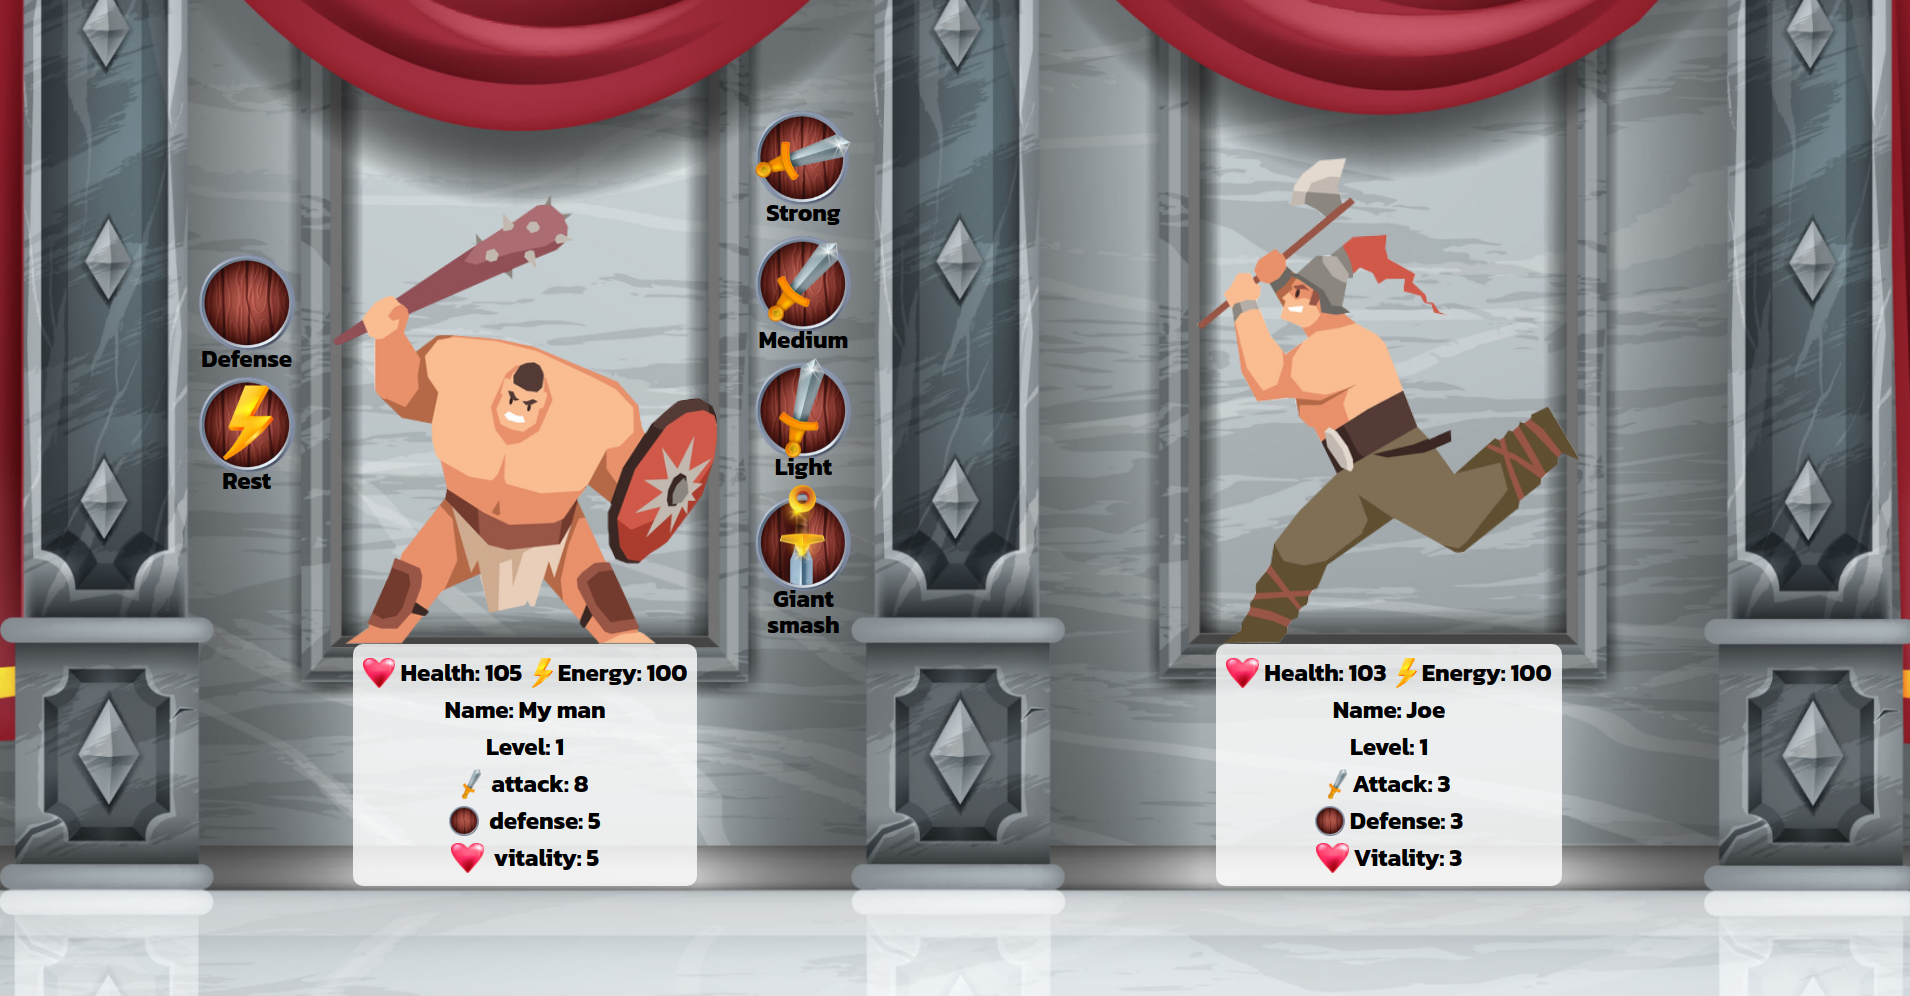 Strong
Medium
Light
Giant
smash
Defense
Rest
Health: 105 Energy: 100
Name: My man
Level: 1
attack: 8
defense: 5
vitality: 5
Health: 103 Energy: 100
Name: Joe
Level: 1
Attack: 3
Defense: 3
Vitality: 3